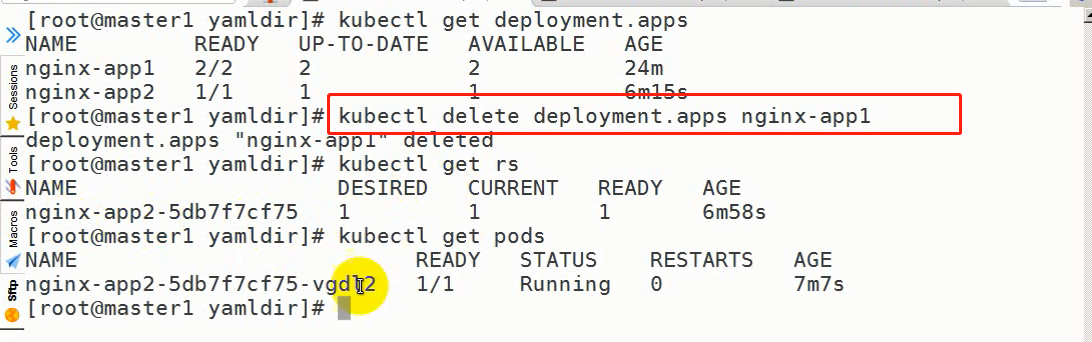 [root@master1 yamldir]# kubectl get deployment.apps
NAME READY UP-TO-DATE AVAILABLE AGE
nginx-app1 2/2 2 2 24m
nginx-app2 1/1 1 1 6m15s
[root@master1 yamldir]# kubectl delete deployment.apps nginx-app1
deployment.apps "nginx-app1" deleted
[root@master1 yamldir]# kubectl get rs
NAME DESIRED CURRENT READY AGE
nginx-app2-5db7f7cf75 1 1 1 6m58s
[root@master1 yamldir]# kubectl get pods
NAME READY STATUS RESTARTS AGE
nginx-app2-5db7f7cf75-vgdl2 1/1 Running 0 7m7s
[root@master1 yamldir]#
Sessions
Tools
Macros
Sftp